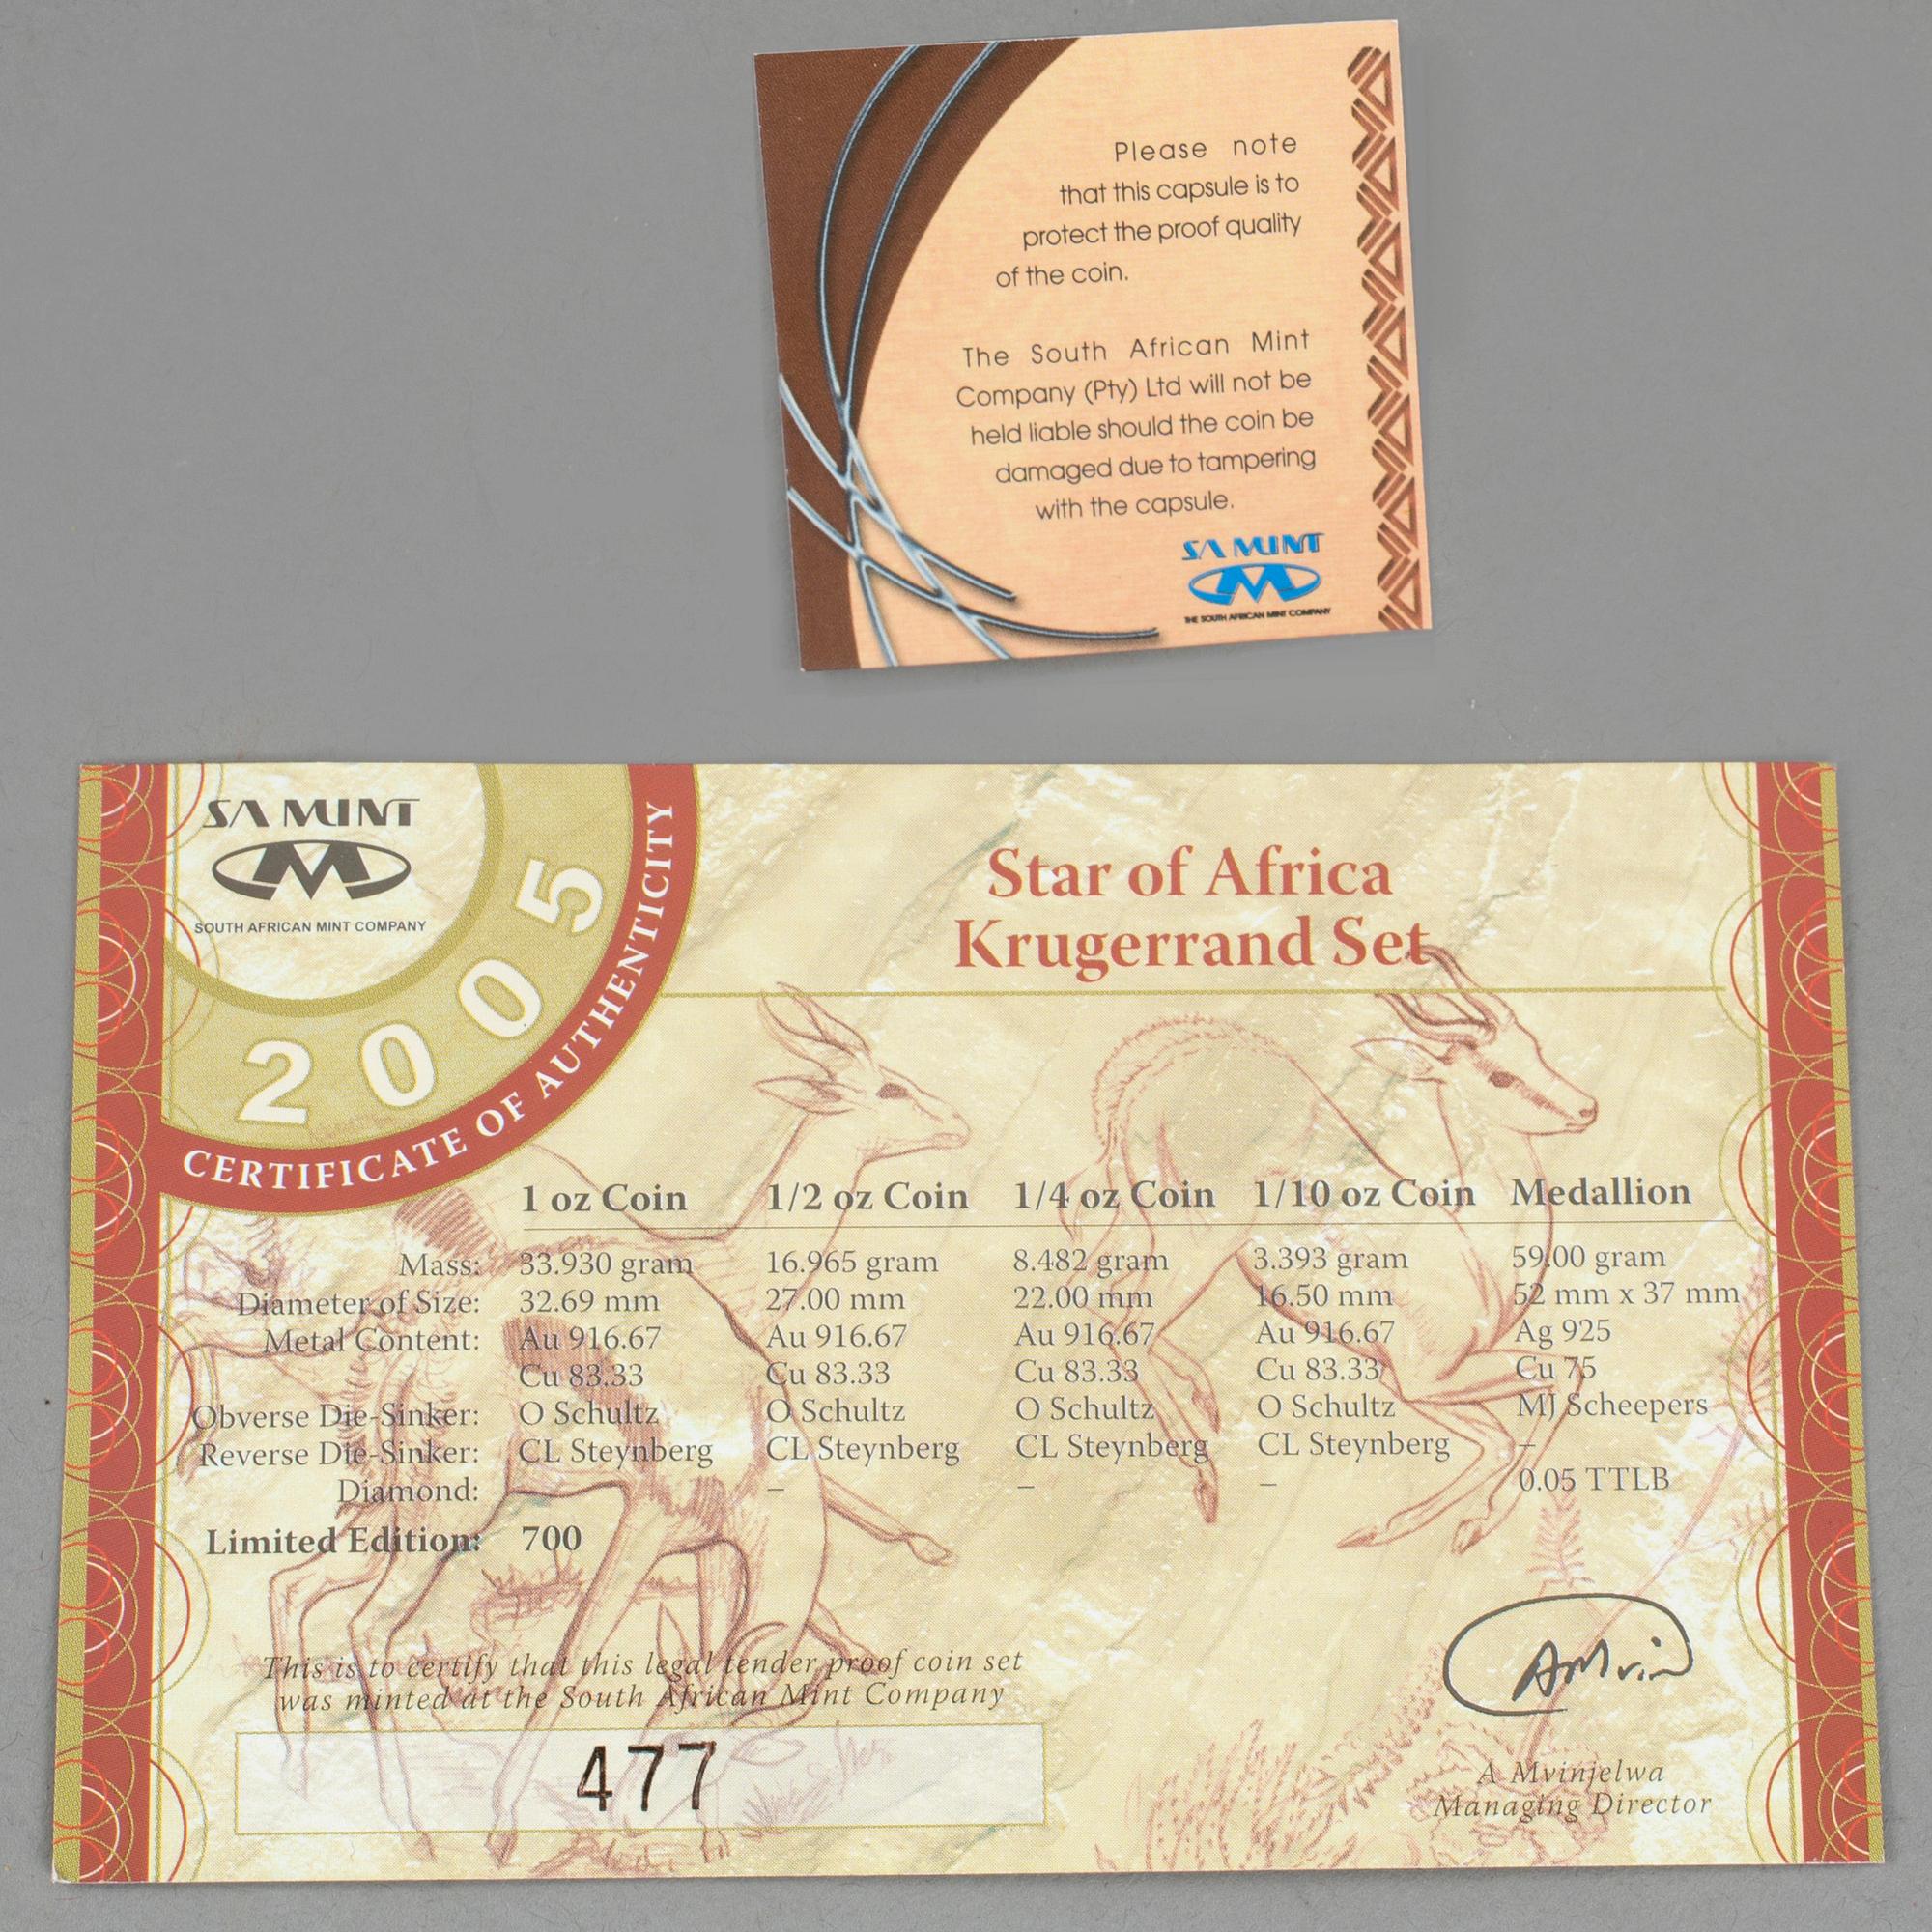 Please note
that this capsule is to
protect the proof quality
of the coin.
The South African Mint
Company (Pty) Ltd will not be
held liable should the coin be
damaged due to tampering
with the capsule.
SA MINT
THE SOUTH AFRICAN MINT COMPANY
SA MINT
SOUTH AFRICAN MINT COMPANY
2005
CERTIFICATE OF AUTHENTICITY
Star of Africa
Krugerrand Set
1 oz Coin 1/2 oz Coin 1/4 oz Coin 1/10 oz Coin Medallion
Mass: 33.930 gram 16.965 gram 8.482 gram 3.393 gram 59.00 gram
Diameter of Size: 32.69 mm 27.00 mm 22.00 mm 16.50 mm 52 mm x 37 mm
Metal Content: Au 916.67 Au 916.67 Au 916.67 Au 916.67 Ag 925
Cu 83.33 Cu 83.33 Cu 83.33 Cu 83.33 Cu 75
Obverse Die-Sinker: O Schultz O Schultz O Schultz O Schultz MJ Scheepers
Reverse Die-Sinker: CL Steynberg CL Steynberg CL Steynberg CL Steynberg –
Diamond: – – – 0.05 TTLB
Limited Edition: 700
This is to certify that this legal tender proof coin set
was minted at the South African Mint Company
477
A Mvinjelwa
Managing Director